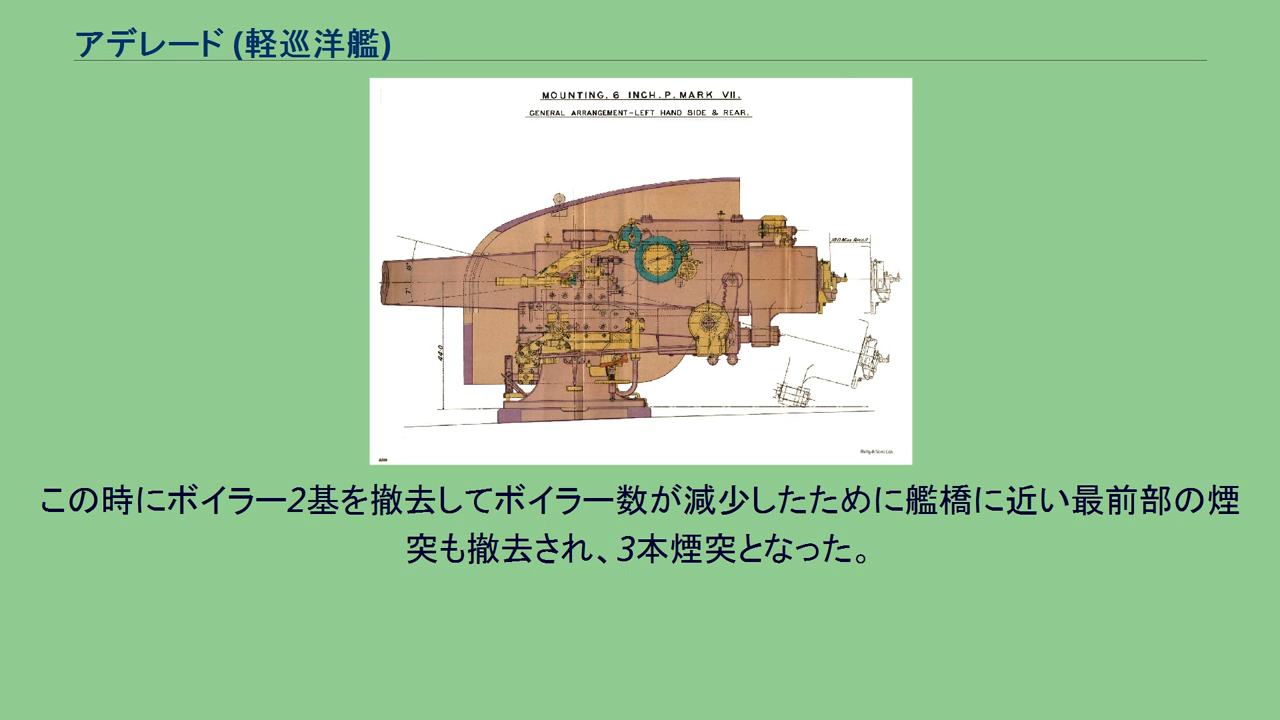 アデレード (軽巡洋艦)
MOUNTING. 6 INCH. P. MARK VII.
GENERAL ARRANGEMENT-LEFT HAND SIDE & REAR.
この時にボイラー2基を撤去してボイラー数が減少したために艦橋に近い最前部の煙
突も撤去され、3本煙突となった。